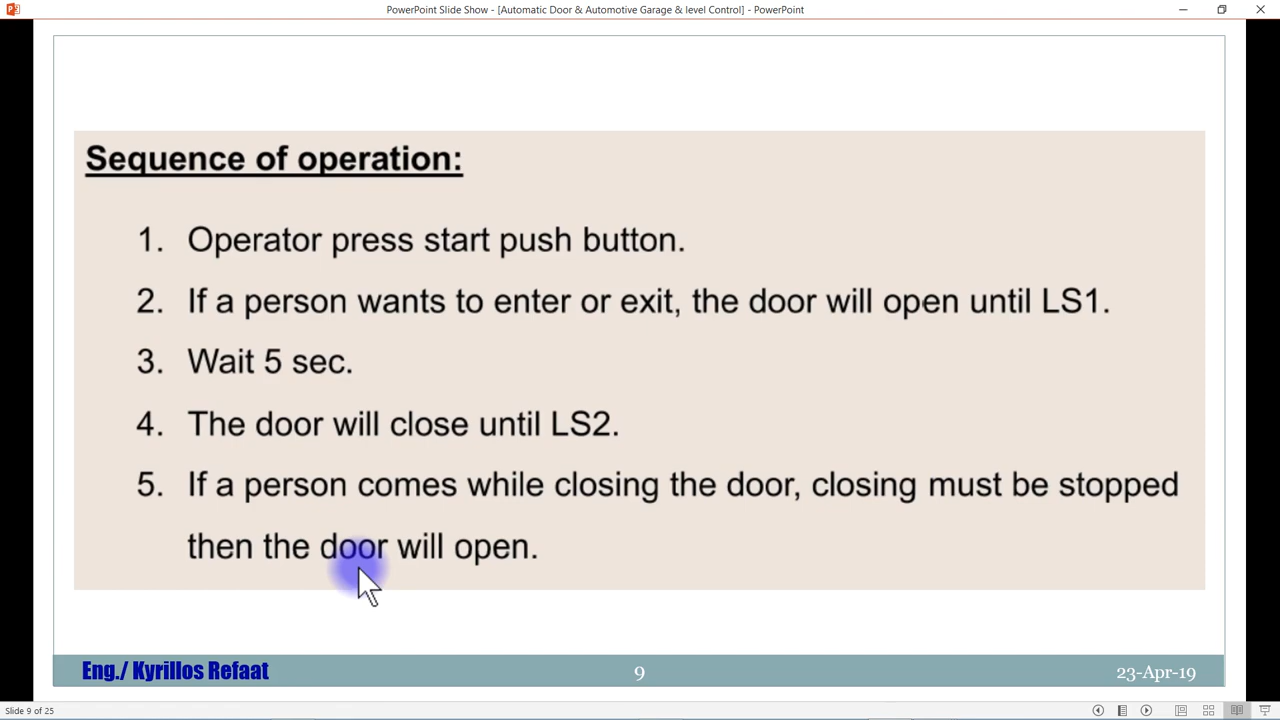 PowerPoint Slide Show - [Automatic Door & Automotive Garage & level Control] - PowerPoint
Sequence of operation:
1. Operator press start push button.
2. If a person wants to enter or exit, the door will open until LS1.
3. Wait 5 sec.
4. The door will close until LS2.
5. If a person comes while closing the door, closing must be stopped
then the door will open.
Eng./ Kyrillos Refaat 9 23-Apr-19
Slide 9 of 25